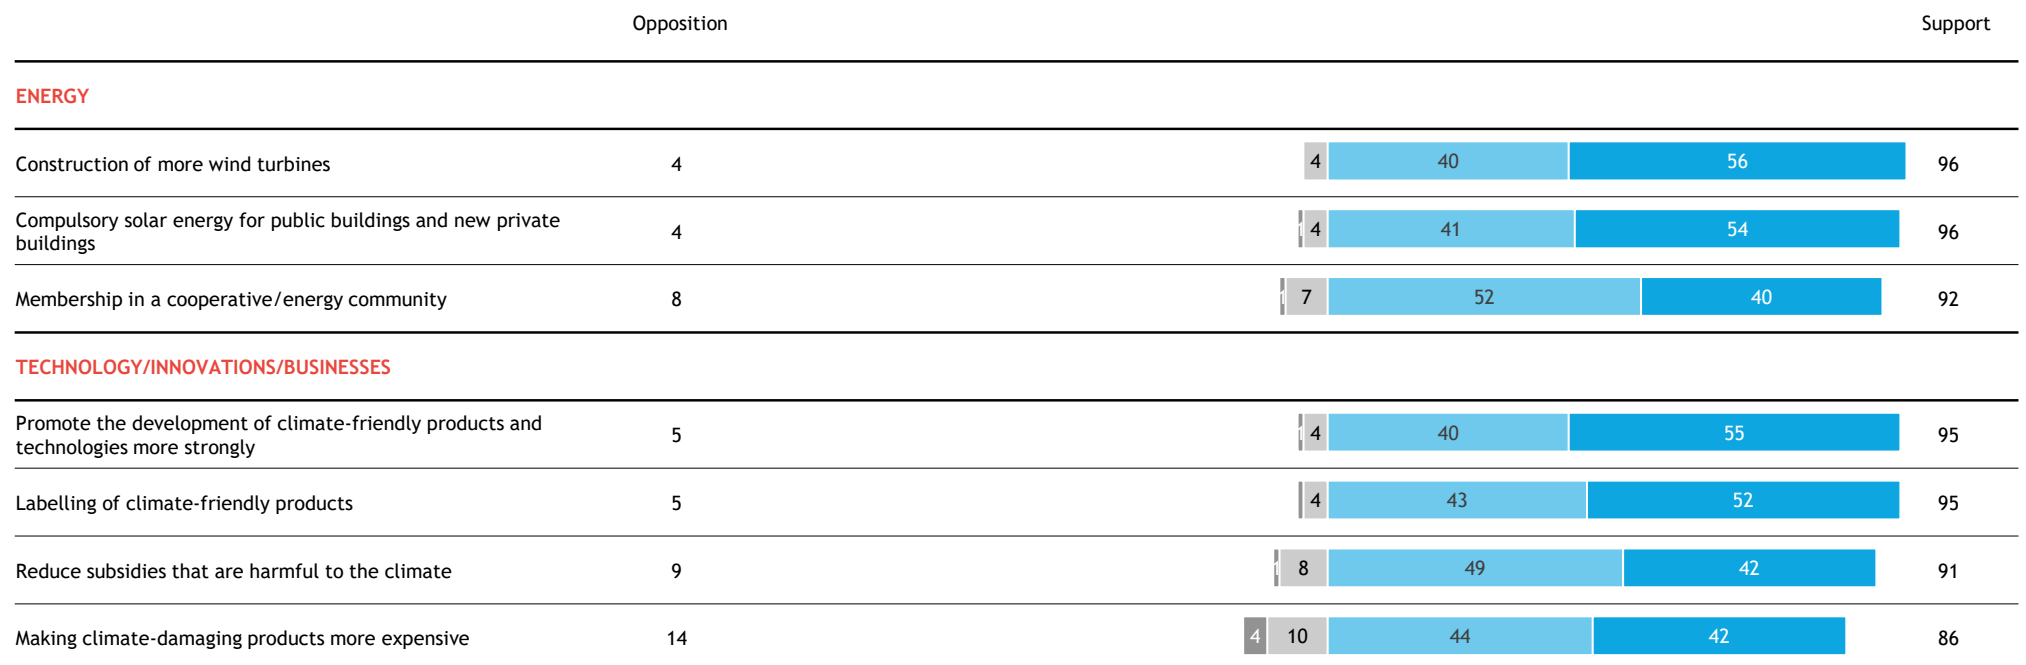 Opposition Support
ENERGY
Construction of more wind turbines 4 4 40 56 96
Compulsory solar energy for public buildings and new private
buildings 4 1 4 41 54 96
Membership in a cooperative/energy community 8 1 7 52 40 92
TECHNOLOGY/INNOVATIONS/BUSINESSES
Promote the development of climate-friendly products and
technologies more strongly 5 1 4 40 55 95
Labelling of climate-friendly products 5 4 43 52 95
Reduce subsidies that are harmful to the climate 9 1 8 49 42 91
Making climate-damaging products more expensive 14 4 10 44 42 86